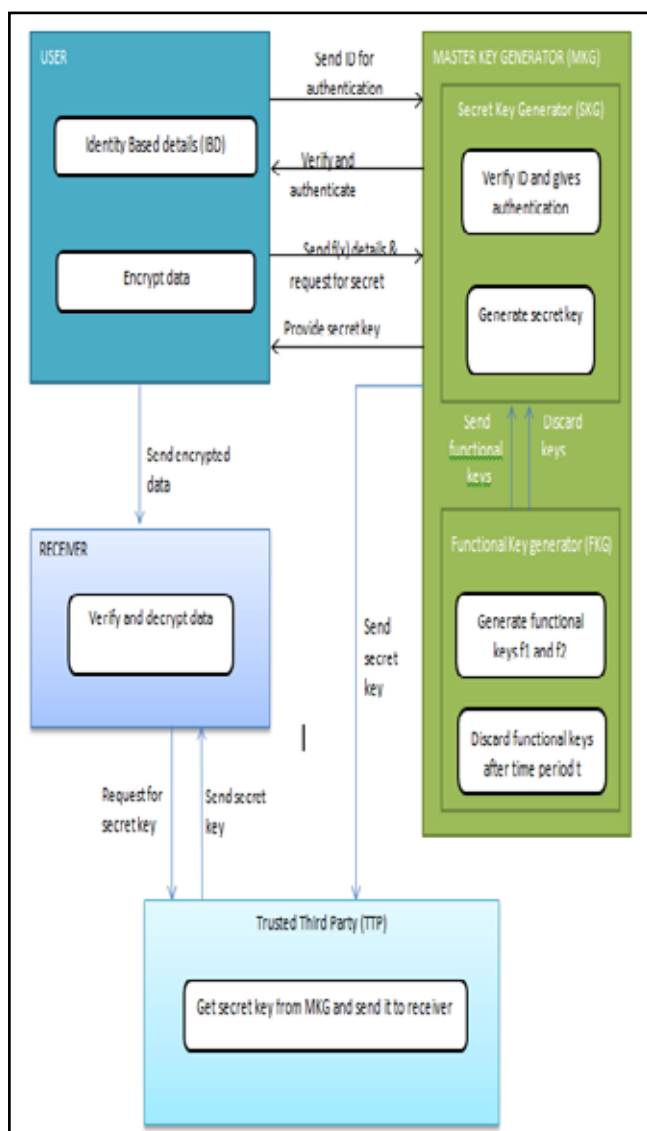 USER
Identity Based details (IBD)
Encrypt data
Send ID for
authentication
Verify and
authenticate
Send f(x) details &
request for secret
Provide secret key
MASTER KEY GENERATOR (MKG)
Secret Key Generator (SKG)
Verify ID and gives
authentication
Generate secret key
Send
functional
keys
Discard
keys
Functional Key generator (FKG)
Generate functional
keys f1 and f2
Discard functional keys
after time period t
Send encrypted
data
RECEIVER
Verify and decrypt data
Send
secret
key
Request for
secret key
Send secret
key
Trusted Third Party (TTP)
Get secret key from MKG and send it to receiver